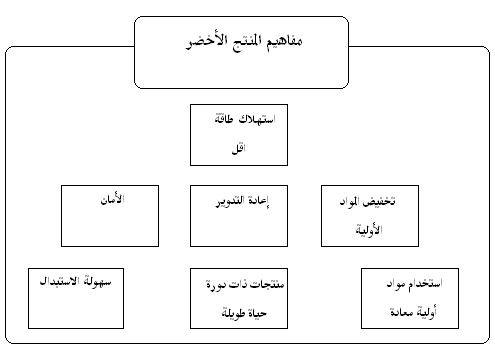 مفاهيم المنتج الأخضر
استهلاك طاقة
اقل
تخفيض المواد
الأولية
إعادة التدوير
الأمان
استخدام مواد
أولية معادة
منتجات ذات دورة
حياة طويلة
سهولة الاستبدال